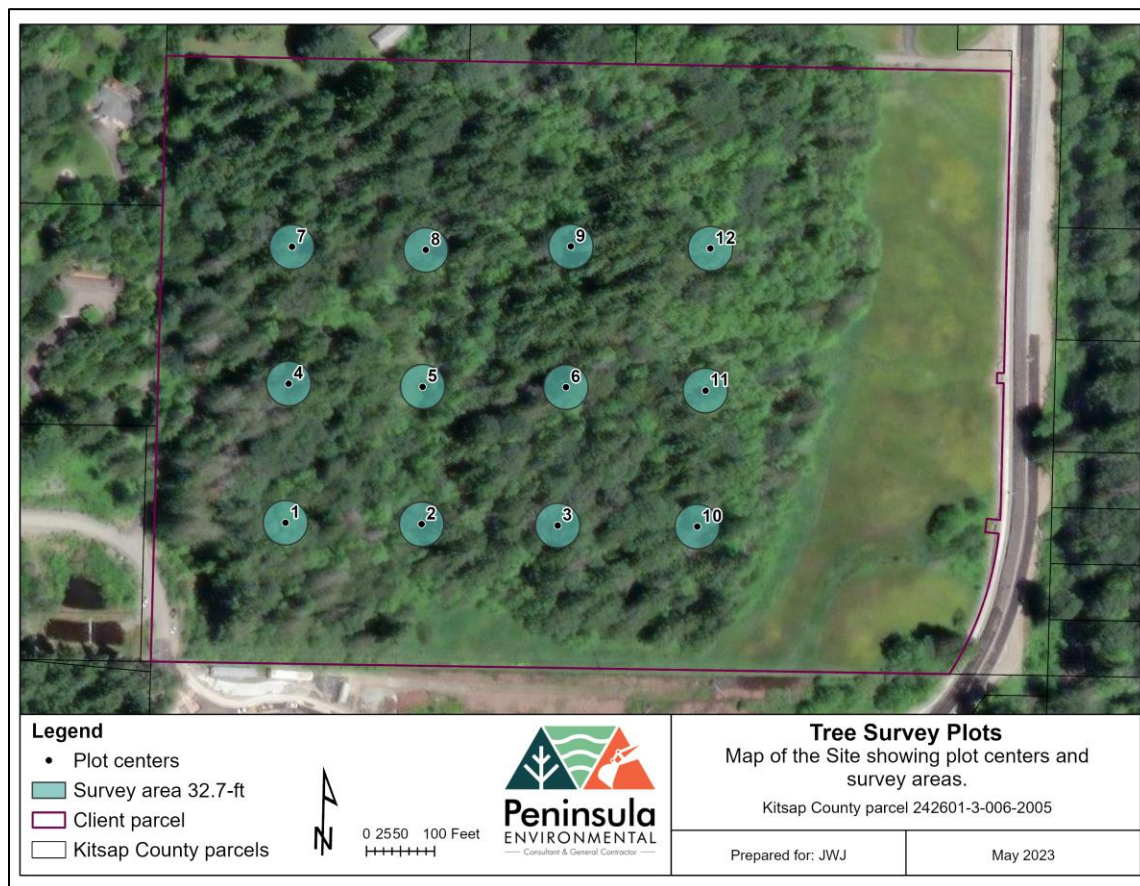 7
8
9
12
4
5
6
11
1
2
3
10
Legend
Plot centers
Survey area 32.7-ft
Client parcel
Kitsap County parcels
N
0 2550 100 Feet
Peninsula
ENVIRONMENTAL
Consultant & General Contractor
Tree Survey Plots
Map of the Site showing plot centers and
survey areas.
Kitsap County parcel 242601-3-006-2005
Prepared for: JWJ
May 2023